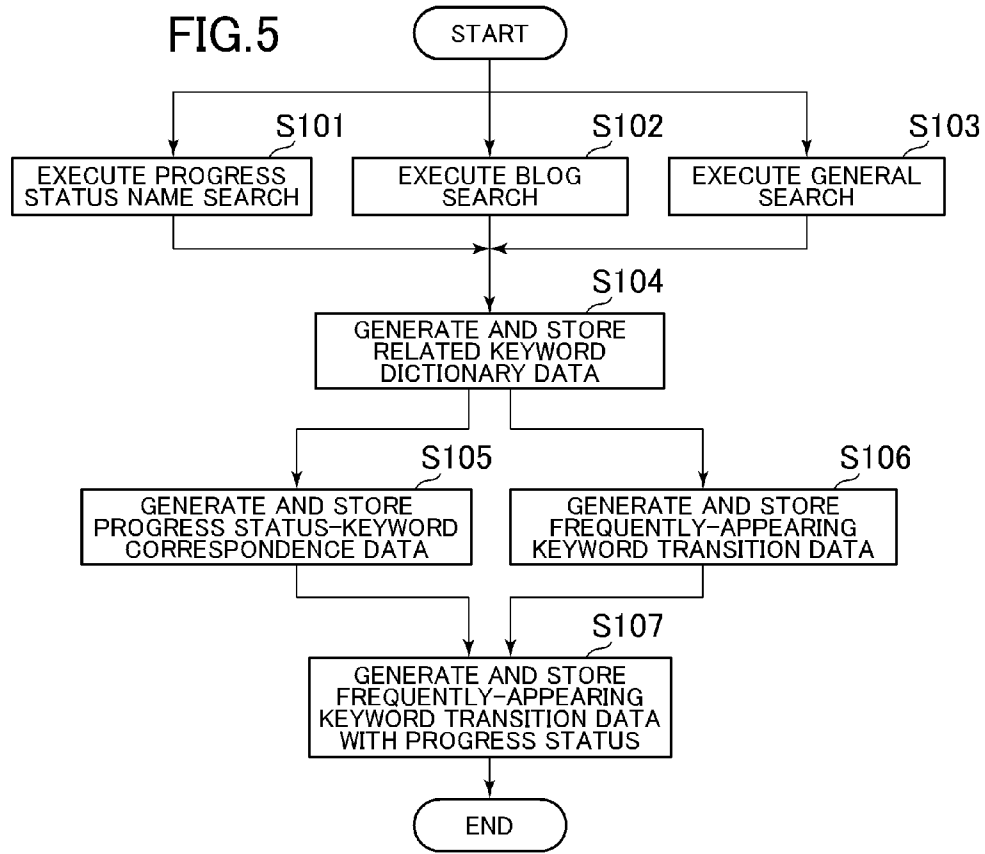 FIG.5
START
S101
S102
S103
EXECUTE PROGRESS
STATUS NAME SEARCH
EXECUTE BLOG
SEARCH
EXECUTE GENERAL
SEARCH
S104
GENERATE AND STORE
RELATED KEYWORD
DICTIONARY DATA
S105
S106
GENERATE AND STORE
PROGRESS STATUS-KEYWORD
CORRESPONDENCE DATA
GENERATE AND STORE
FREQUENTLY-APPEARING
KEYWORD TRANSITION DATA
S107
GENERATE AND STORE
FREQUENTLY-APPEARING
KEYWORD TRANSITION DATA
WITH PROGRESS STATUS
END